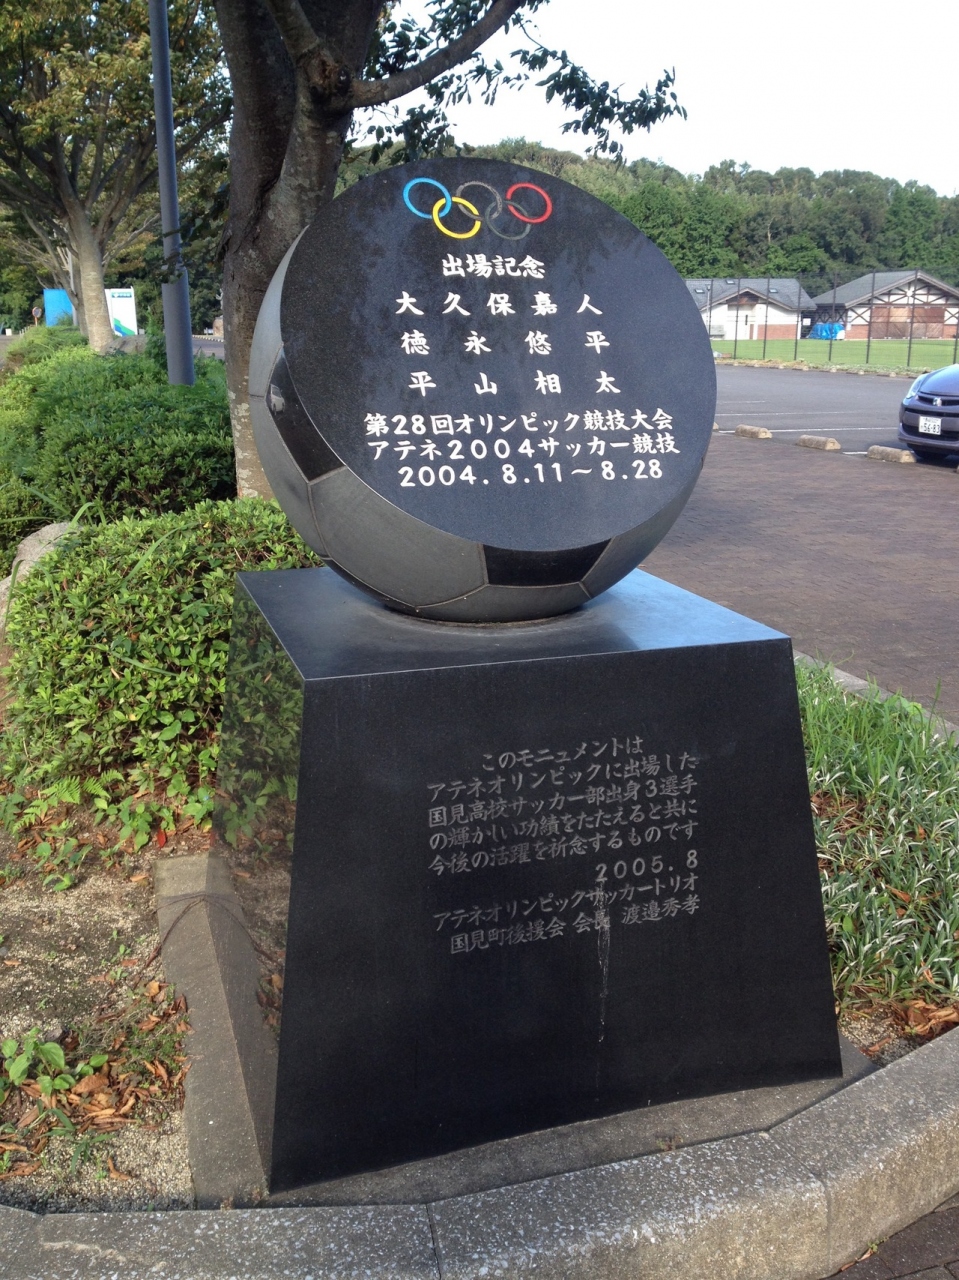 出場記念
大久保嘉人
徳永悠平
平山相太
第28回オリンピック競技大会
アテネ2004サッカー競技
2004.8.11～8.28
このモニュメントは
アテネオリンピックに出場した
国見高校サッカー部出身3選手
の輝かしい功績をたたえると共に
今後の活躍を祈念するものです
2005.8
アテネオリンピックサッカートリオ
国見町後援会 会長 渡邉秀孝
56-83